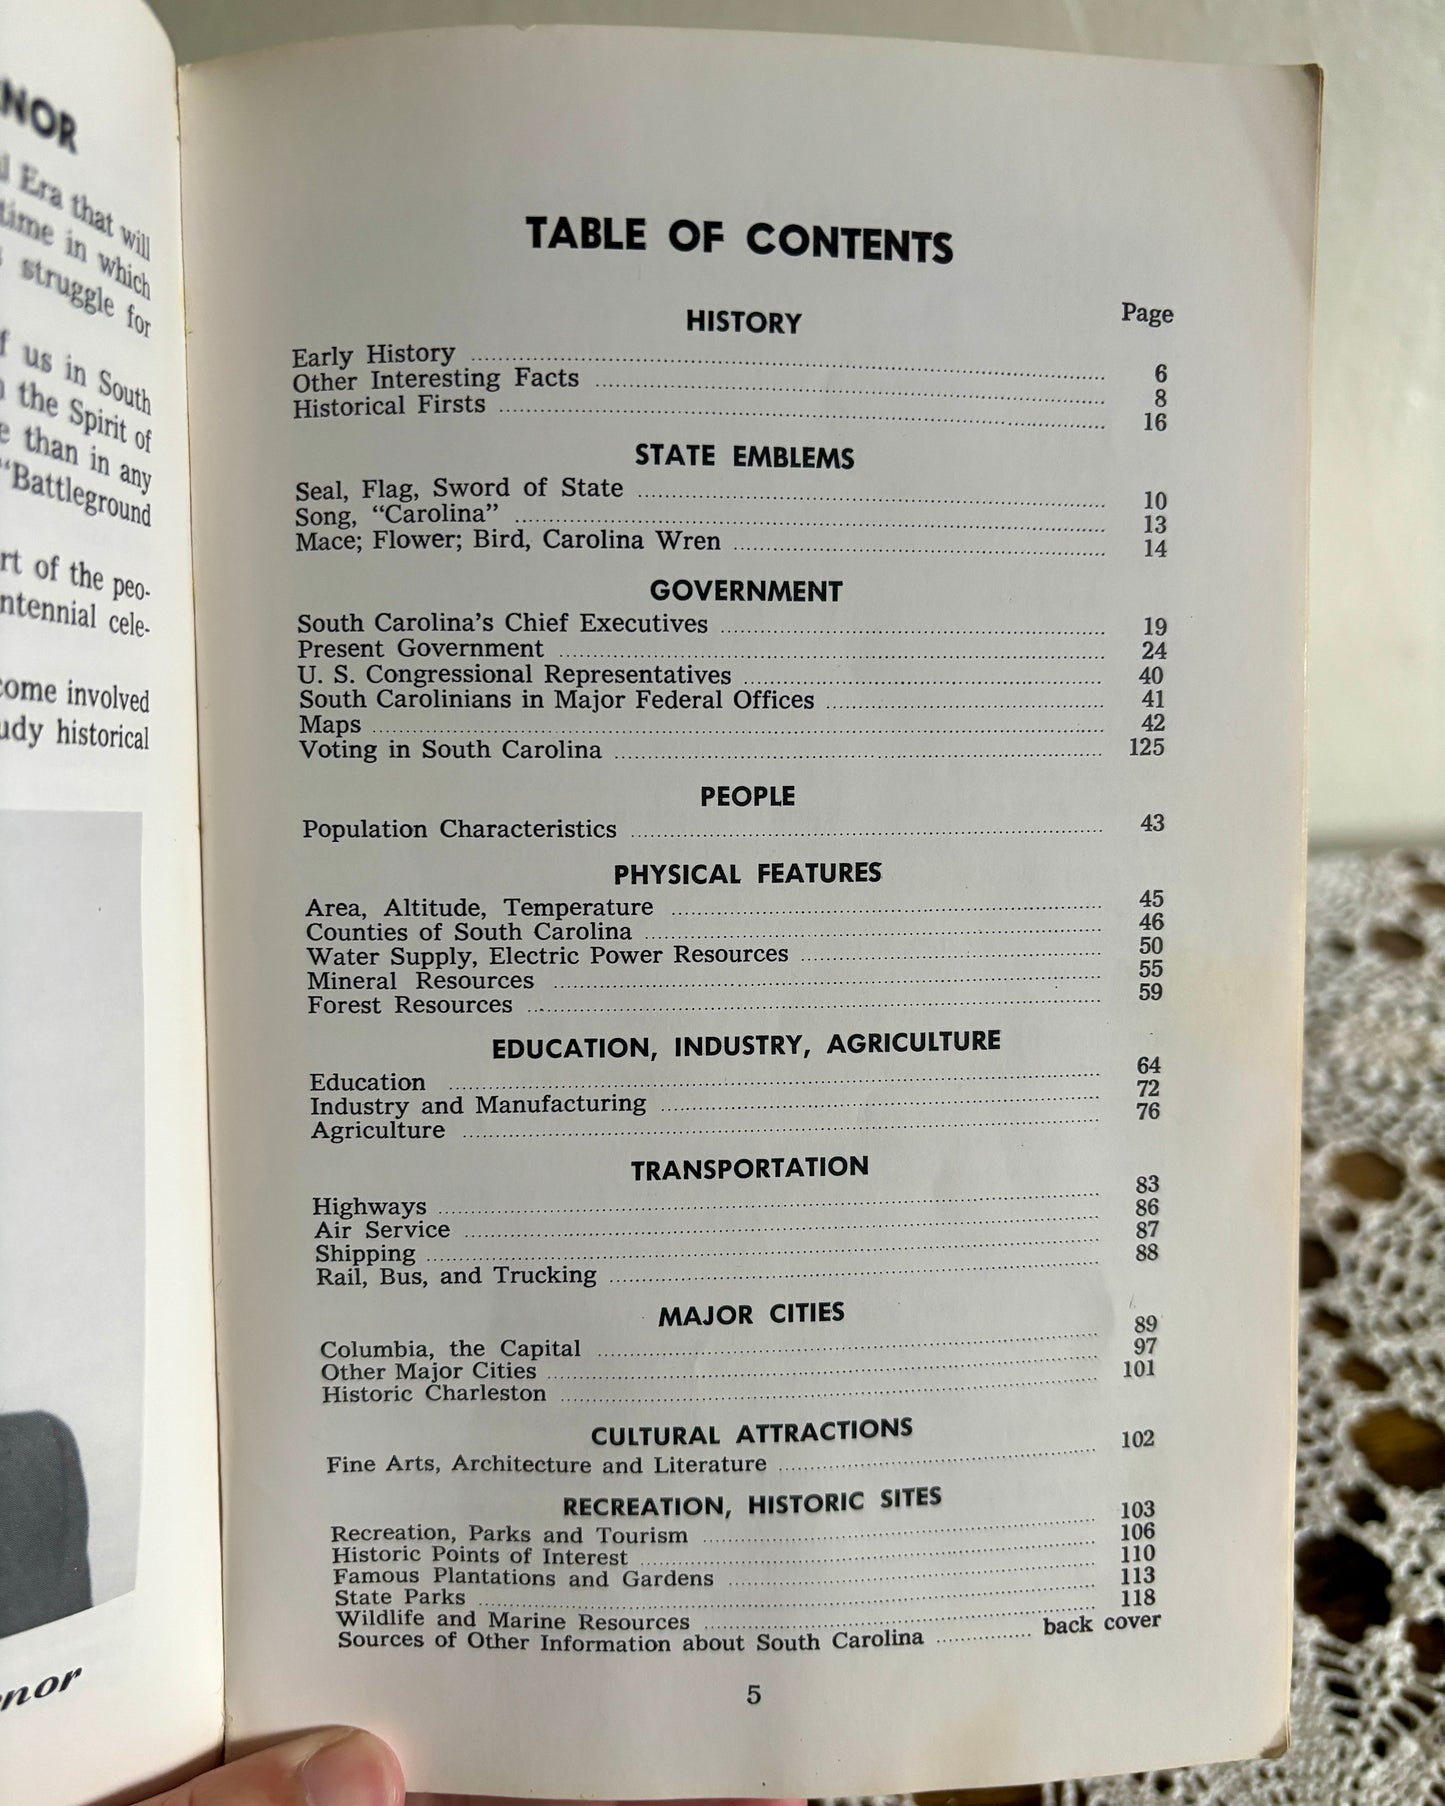 NOR
l Era that will
time in which
struggle for
f us in South
the Spirit of
e than in any
"Battleground
rt of the peo-
ntennial cele-
come involved
udy historical
nor
TABLE OF CONTENTS
Page
HISTORY
Early History 6
Other Interesting Facts 8
Historical Firsts 16
STATE EMBLEMS
Seal, Flag, Sword of State 10
Song, "Carolina" 13
Mace; Flower; Bird, Carolina Wren 14
GOVERNMENT
South Carolina's Chief Executives 19
Present Government 24
U. S. Congressional Representatives 40
South Carolinians in Major Federal Offices 41
Maps 42
Voting in South Carolina 125
PEOPLE
Population Characteristics 43
PHYSICAL FEATURES
Area, Altitude, Temperature 45
Counties of South Carolina 46
Water Supply, Electric Power Resources 50
Mineral Resources 55
Forest Resources 59
EDUCATION, INDUSTRY, AGRICULTURE
Education 64
Industry and Manufacturing 72
Agriculture 76
TRANSPORTATION
Highways 83
Air Service 86
Shipping 87
Rail, Bus, and Trucking 88
MAJOR CITIES
Columbia, the Capital 89
Other Major Cities 97
Historic Charleston 101
CULTURAL ATTRACTIONS
Fine Arts, Architecture and Literature 102
RECREATION, HISTORIC SITES
Recreation, Parks and Tourism 103
Historic Points of Interest 106
Famous Plantations and Gardens 110
State Parks 113
Wildlife and Marine Resources 118
Sources of Other Information about South Carolina back cover
5